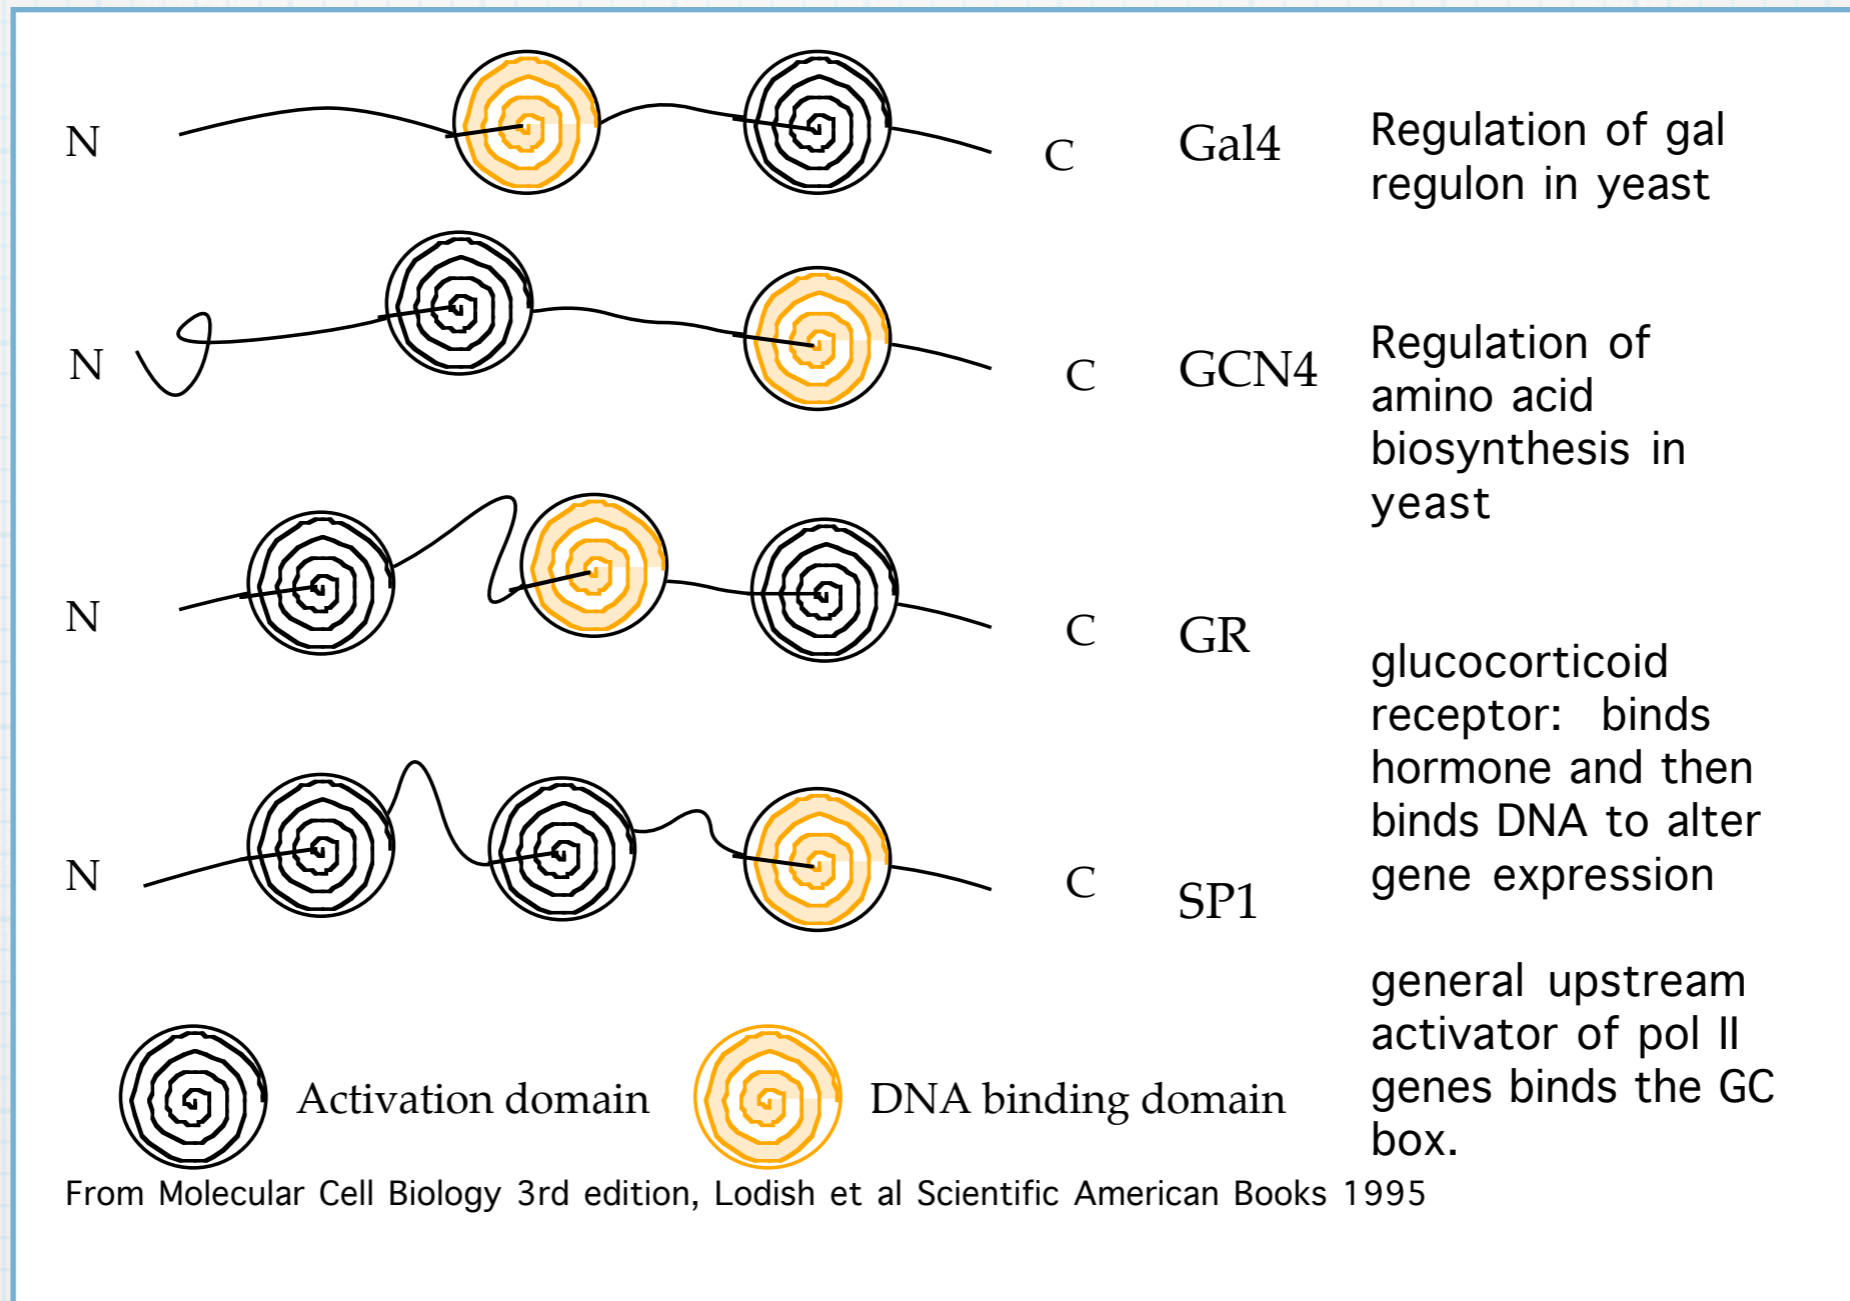 N
C
Gal4
Regulation of gal
regulon in yeast
N
C
GCN4
Regulation of
amino acid
biosynthesis in
yeast
N
C
GR
glucocorticoid
receptor: binds
hormone and then
binds DNA to alter
gene expression
N
C
SP1
general upstream
activator of pol II
genes binds the GC
box.
Activation domain
DNA binding domain
From Molecular Cell Biology 3rd edition, Lodish et al Scientific American Books 1995